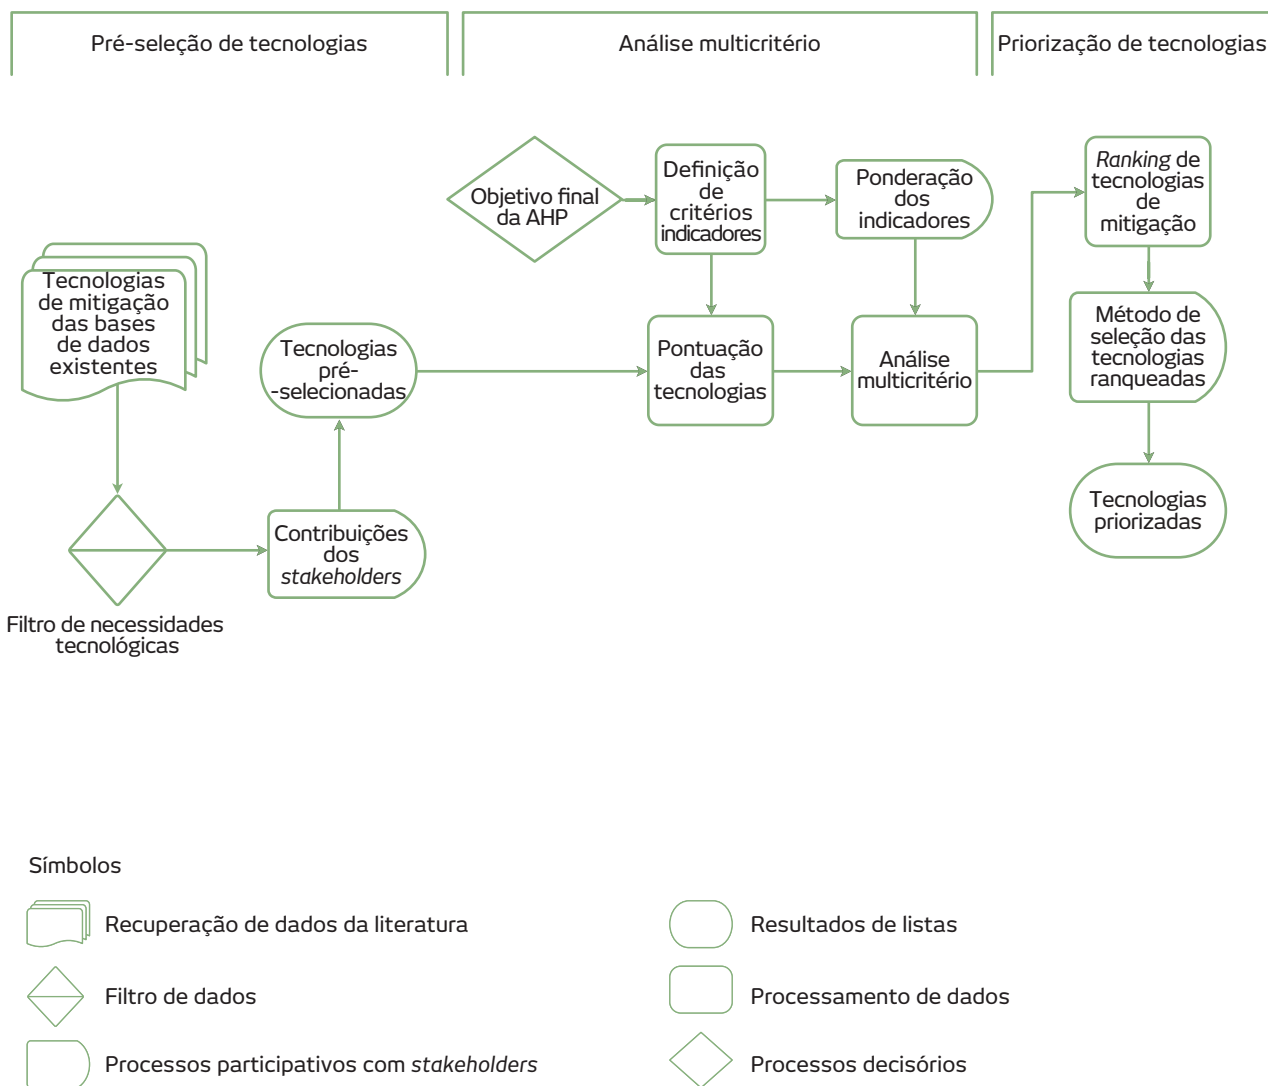 Pré-seleção de tecnologias
Análise multicritério
Priorização de tecnologias
Tecnologias
de mitigação
das bases
de dados
existentes
Filtro de necessidades
tecnológicas
Contribuições
dos
stakeholders
Tecnologias
pré-
-selecionadas
Objetivo final
da AHP
Definição
de
critérios
indicadores
Ponderação
dos
indicadores
Pontuação
das
tecnologias
Análise
multicritério
Ranking de
tecnologias
de
mitigação
Método de
seleção das
tecnologias
ranqueadas
Tecnologias
priorizadas
Símbolos
Recuperação de dados da literatura
Filtro de dados
Processos participativos com stakeholders
Resultados de listas
Processamento de dados
Processos decisórios